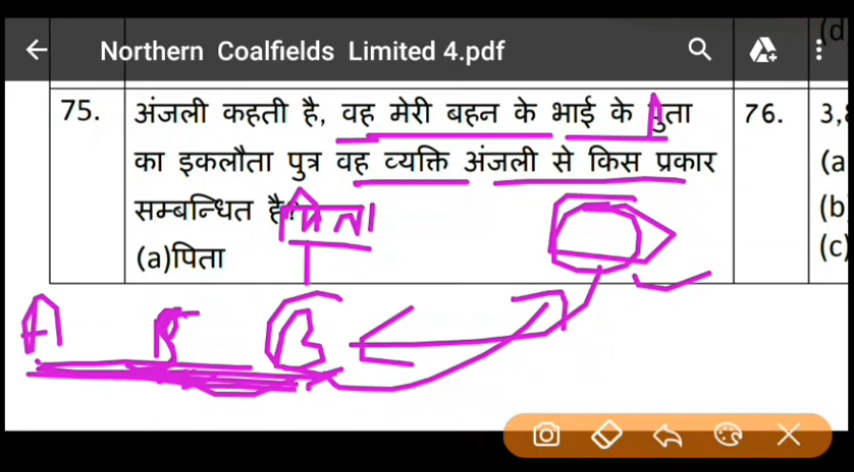 (d
Northern Coalfields Limited 4.pdf
75. अंजली कहती है, वह मेरी बहन के भाई के पुता 76. 3,
का इकलौता पुत्र वह व्यक्ति अंजली से किस प्रकार (a
सम्बन्धित है? (b
पिता
(a)पिता (c)
A B B